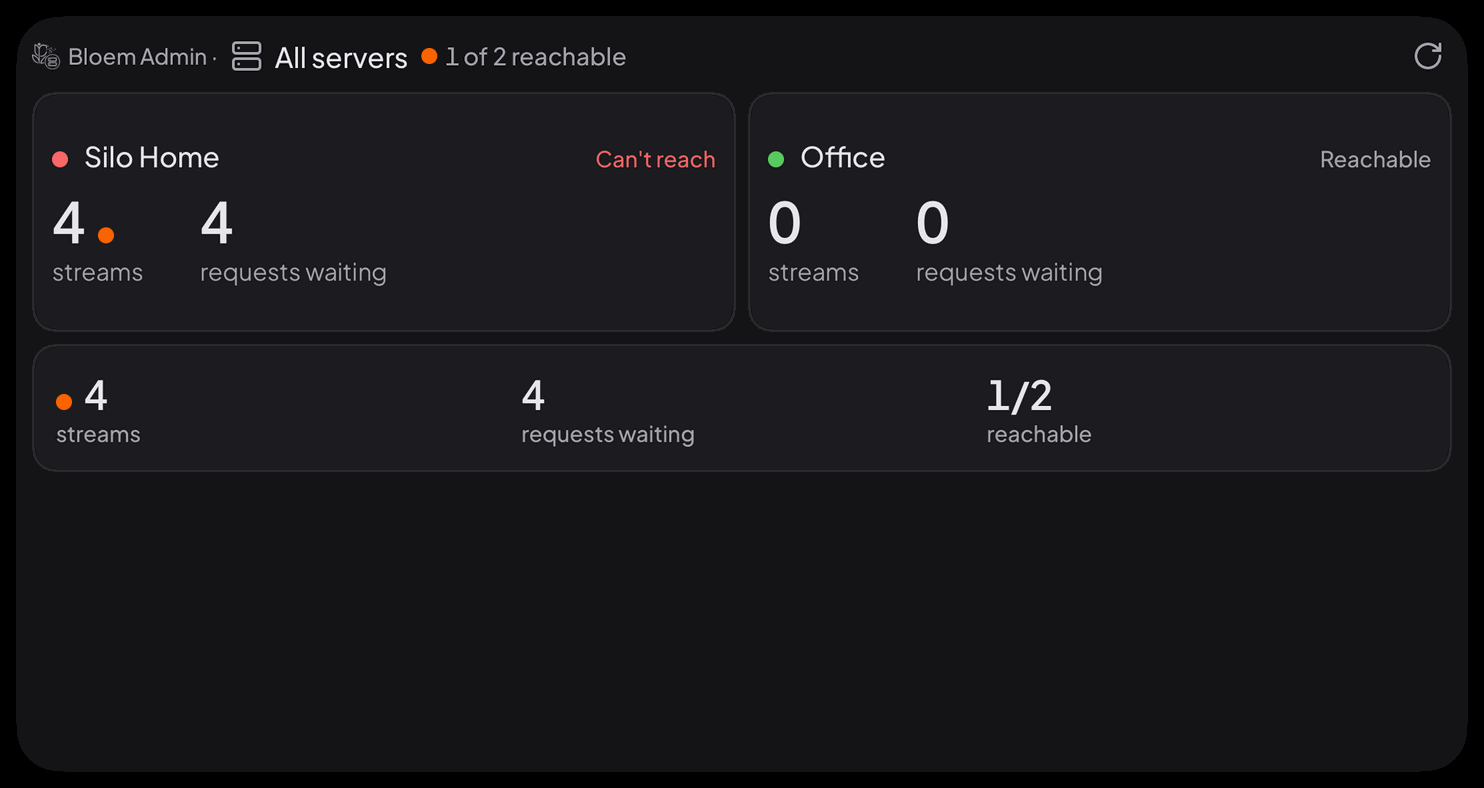 Bloem Admin · All servers 1 of 2 reachable
Silo Home Can't reach
4 4
streams requests waiting
Office Reachable
0 0
streams requests waiting
4 4 1/2
streams requests waiting reachable